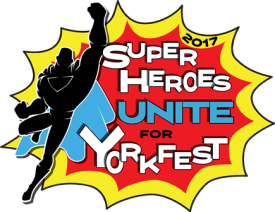 2017
SUPER
HEROES
UNITE
FOR
YORKFEST